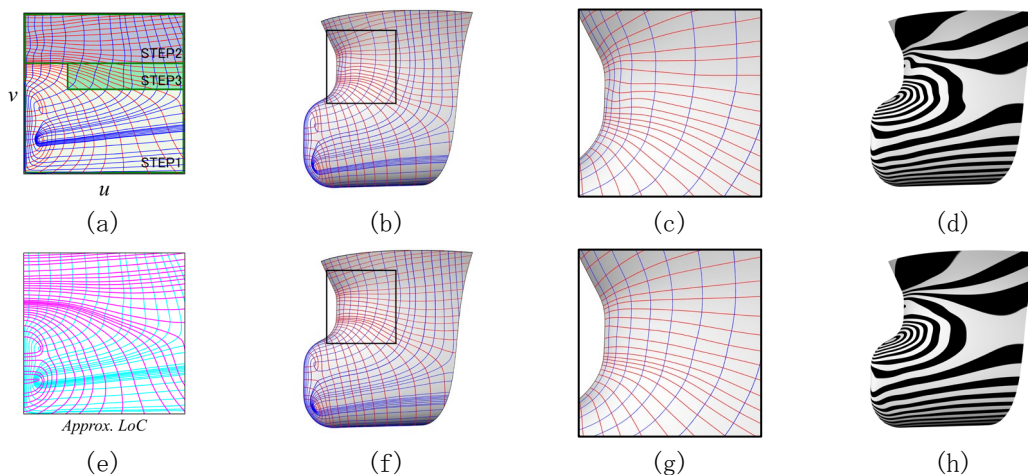 STEP2
STEP3
v
STEP1
u
(a)
(b)
(c)
(d)
Approx. LoC
(e)
(f)
(g)
(h)